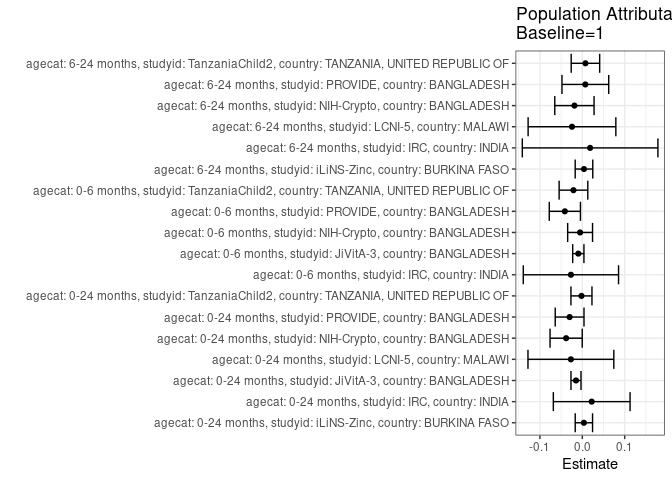 Population Attributa
Baseline=1
agecat: 6-24 months, studyid: TanzaniaChild2, country: TANZANIA, UNITED REPUBLIC OF
agecat: 6-24 months, studyid: PROVIDE, country: BANGLADESH
agecat: 6-24 months, studyid: NIH-Crypto, country: BANGLADESH
agecat: 6-24 months, studyid: LCNI-5, country: MALAWI
agecat: 6-24 months, studyid: IRC, country: INDIA
agecat: 6-24 months, studyid: iLiNS-Zinc, country: BURKINA FASO
agecat: 0-6 months, studyid: TanzaniaChild2, country: TANZANIA, UNITED REPUBLIC OF
agecat: 0-6 months, studyid: PROVIDE, country: BANGLADESH
agecat: 0-6 months, studyid: NIH-Crypto, country: BANGLADESH
agecat: 0-6 months, studyid: JiVitA-3, country: BANGLADESH
agecat: 0-6 months, studyid: IRC, country: INDIA
agecat: 0-24 months, studyid: TanzaniaChild2, country: TANZANIA, UNITED REPUBLIC OF
agecat: 0-24 months, studyid: PROVIDE, country: BANGLADESH
agecat: 0-24 months, studyid: NIH-Crypto, country: BANGLADESH
agecat: 0-24 months, studyid: LCNI-5, country: MALAWI
agecat: 0-24 months, studyid: JiVitA-3, country: BANGLADESH
agecat: 0-24 months, studyid: IRC, country: INDIA
agecat: 0-24 months, studyid: iLiNS-Zinc, country: BURKINA FASO
-0.1 0.0 0.1
Estimate